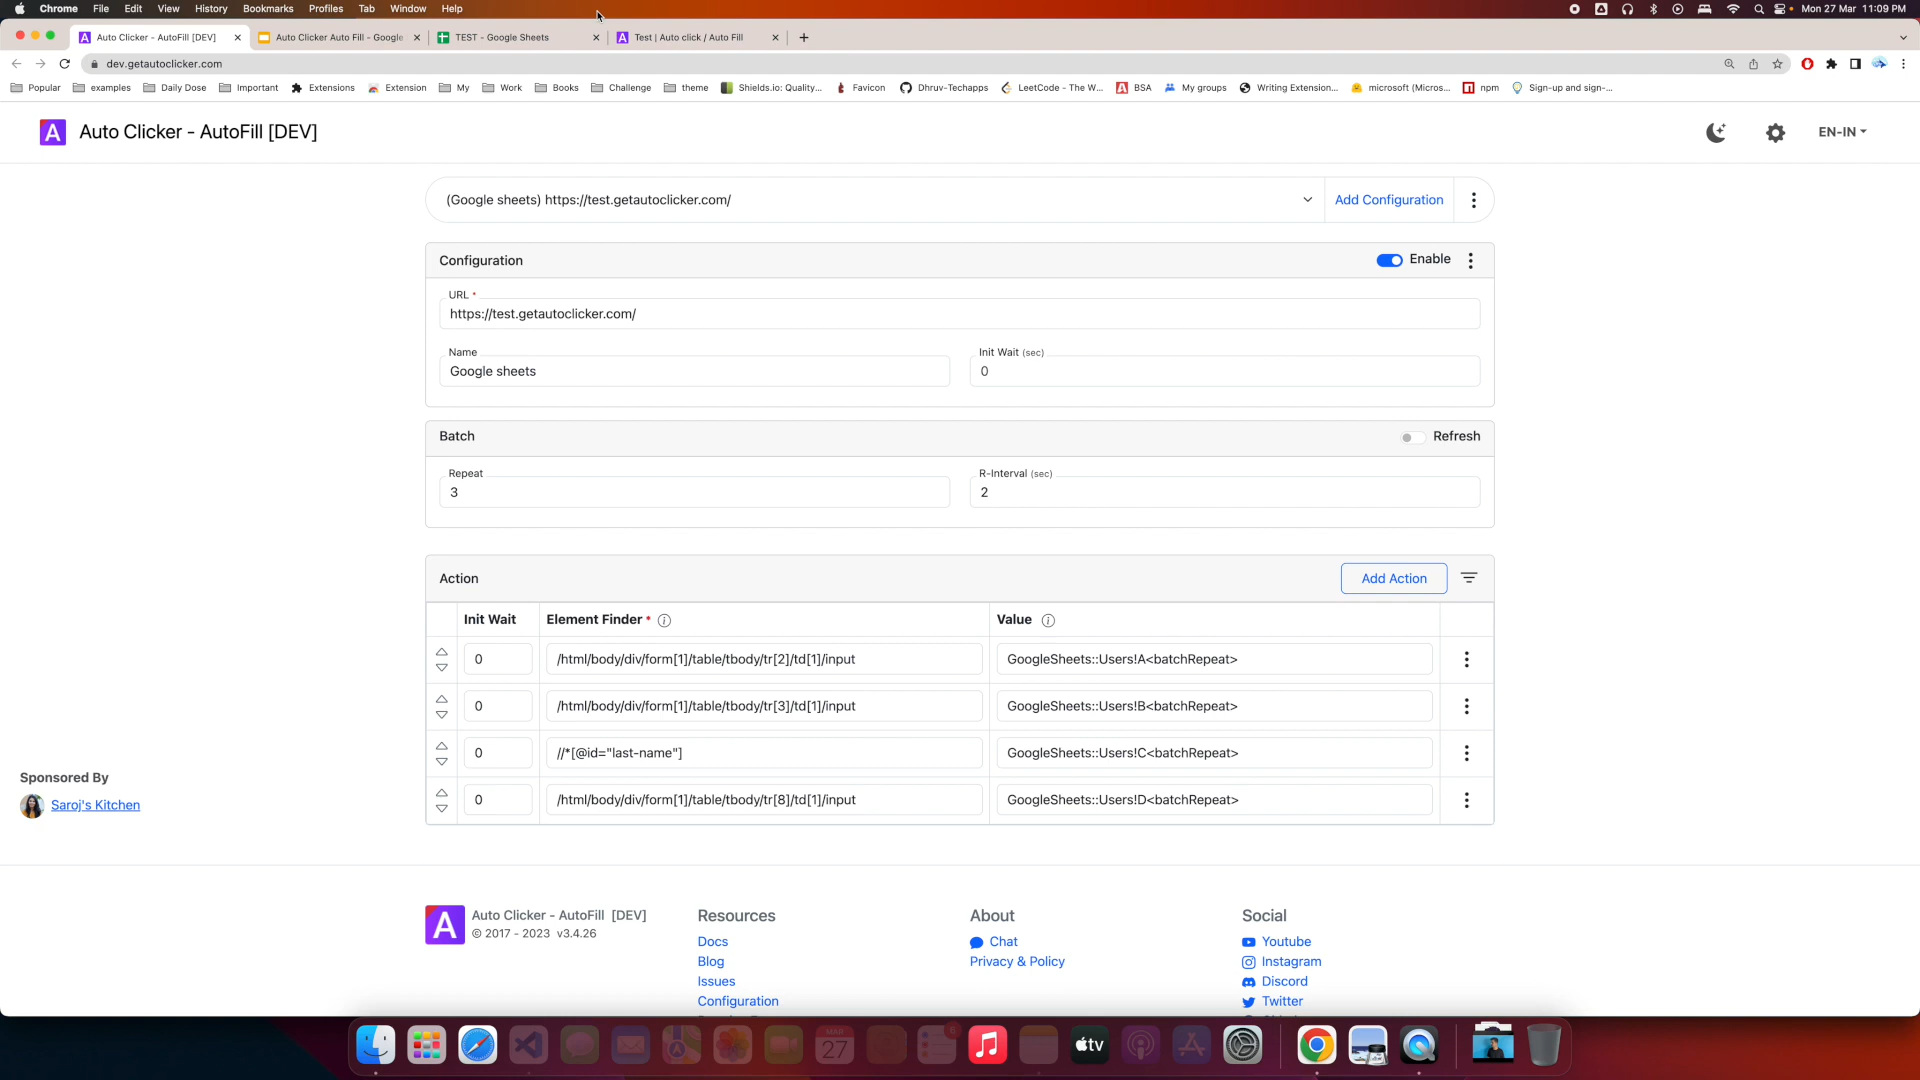 Chrome File Edit View History Bookmarks Profiles Tab Window Help Mon 27 Mar 11:09 PM
Auto Clicker - AutoFill [DEV] Auto Clicker Auto Fill - Google TEST - Google Sheets Test | Auto click / Auto Fill
dev.getautoclicker.com
Popular examples Daily Dose Important Extensions Extension My Work Books Challenge theme Shields.io: Quality... Favicon Dhruv-Techapps LeetCode - The W... BSA My groups Writing Extension... microsoft (Micros... npm Sign-up and sign-...
A Auto Clicker - AutoFill [DEV] EN-IN
(Google sheets) https://test.getautoclicker.com/ Add Configuration
Configuration Enable
URL *
https://test.getautoclicker.com/
Name Init Wait (sec)
Google sheets 0
Batch Refresh
Repeat R-Interval (sec)
3 2
Action Add Action
Init Wait Element Finder * Value
0 /html/body/div/form[1]/table/tbody/tr[2]/td[1]/input GoogleSheets::Users!A<batchRepeat>
0 /html/body/div/form[1]/table/tbody/tr[3]/td[1]/input GoogleSheets::Users!B<batchRepeat>
0 //*[@id="last-name"] GoogleSheets::Users!C<batchRepeat>
0 /html/body/div/form[1]/table/tbody/tr[8]/td[1]/input GoogleSheets::Users!D<batchRepeat>
Sponsored By
Saroj's Kitchen
A Auto Clicker - AutoFill [DEV]
© 2017 - 2023 v3.4.26
Resources
Docs
Blog
Issues
Configuration
About
Chat
Privacy & Policy
Social
Youtube
Instagram
Discord
Twitter
MAR
27
6
tv